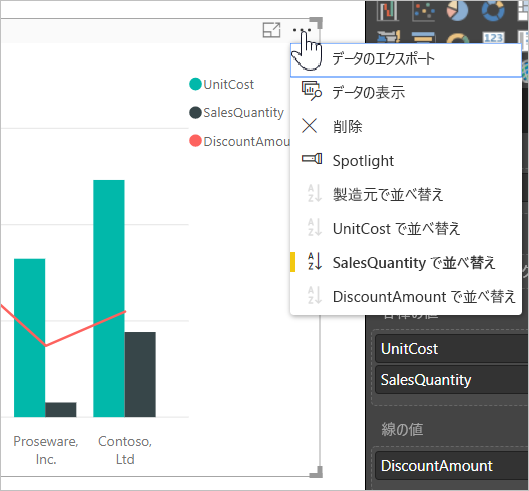 データのエクスポート
データの表示
削除
Spotlight
製造元で並べ替え
UnitCost で並べ替え
SalesQuantity で並べ替え
DiscountAmount で並べ替え
UnitCost
SalesQuantity
DiscountAmou
Proseware,
Inc.
Contoso,
Ltd
123
UnitCost
SalesQuantity
線の値
DiscountAmount